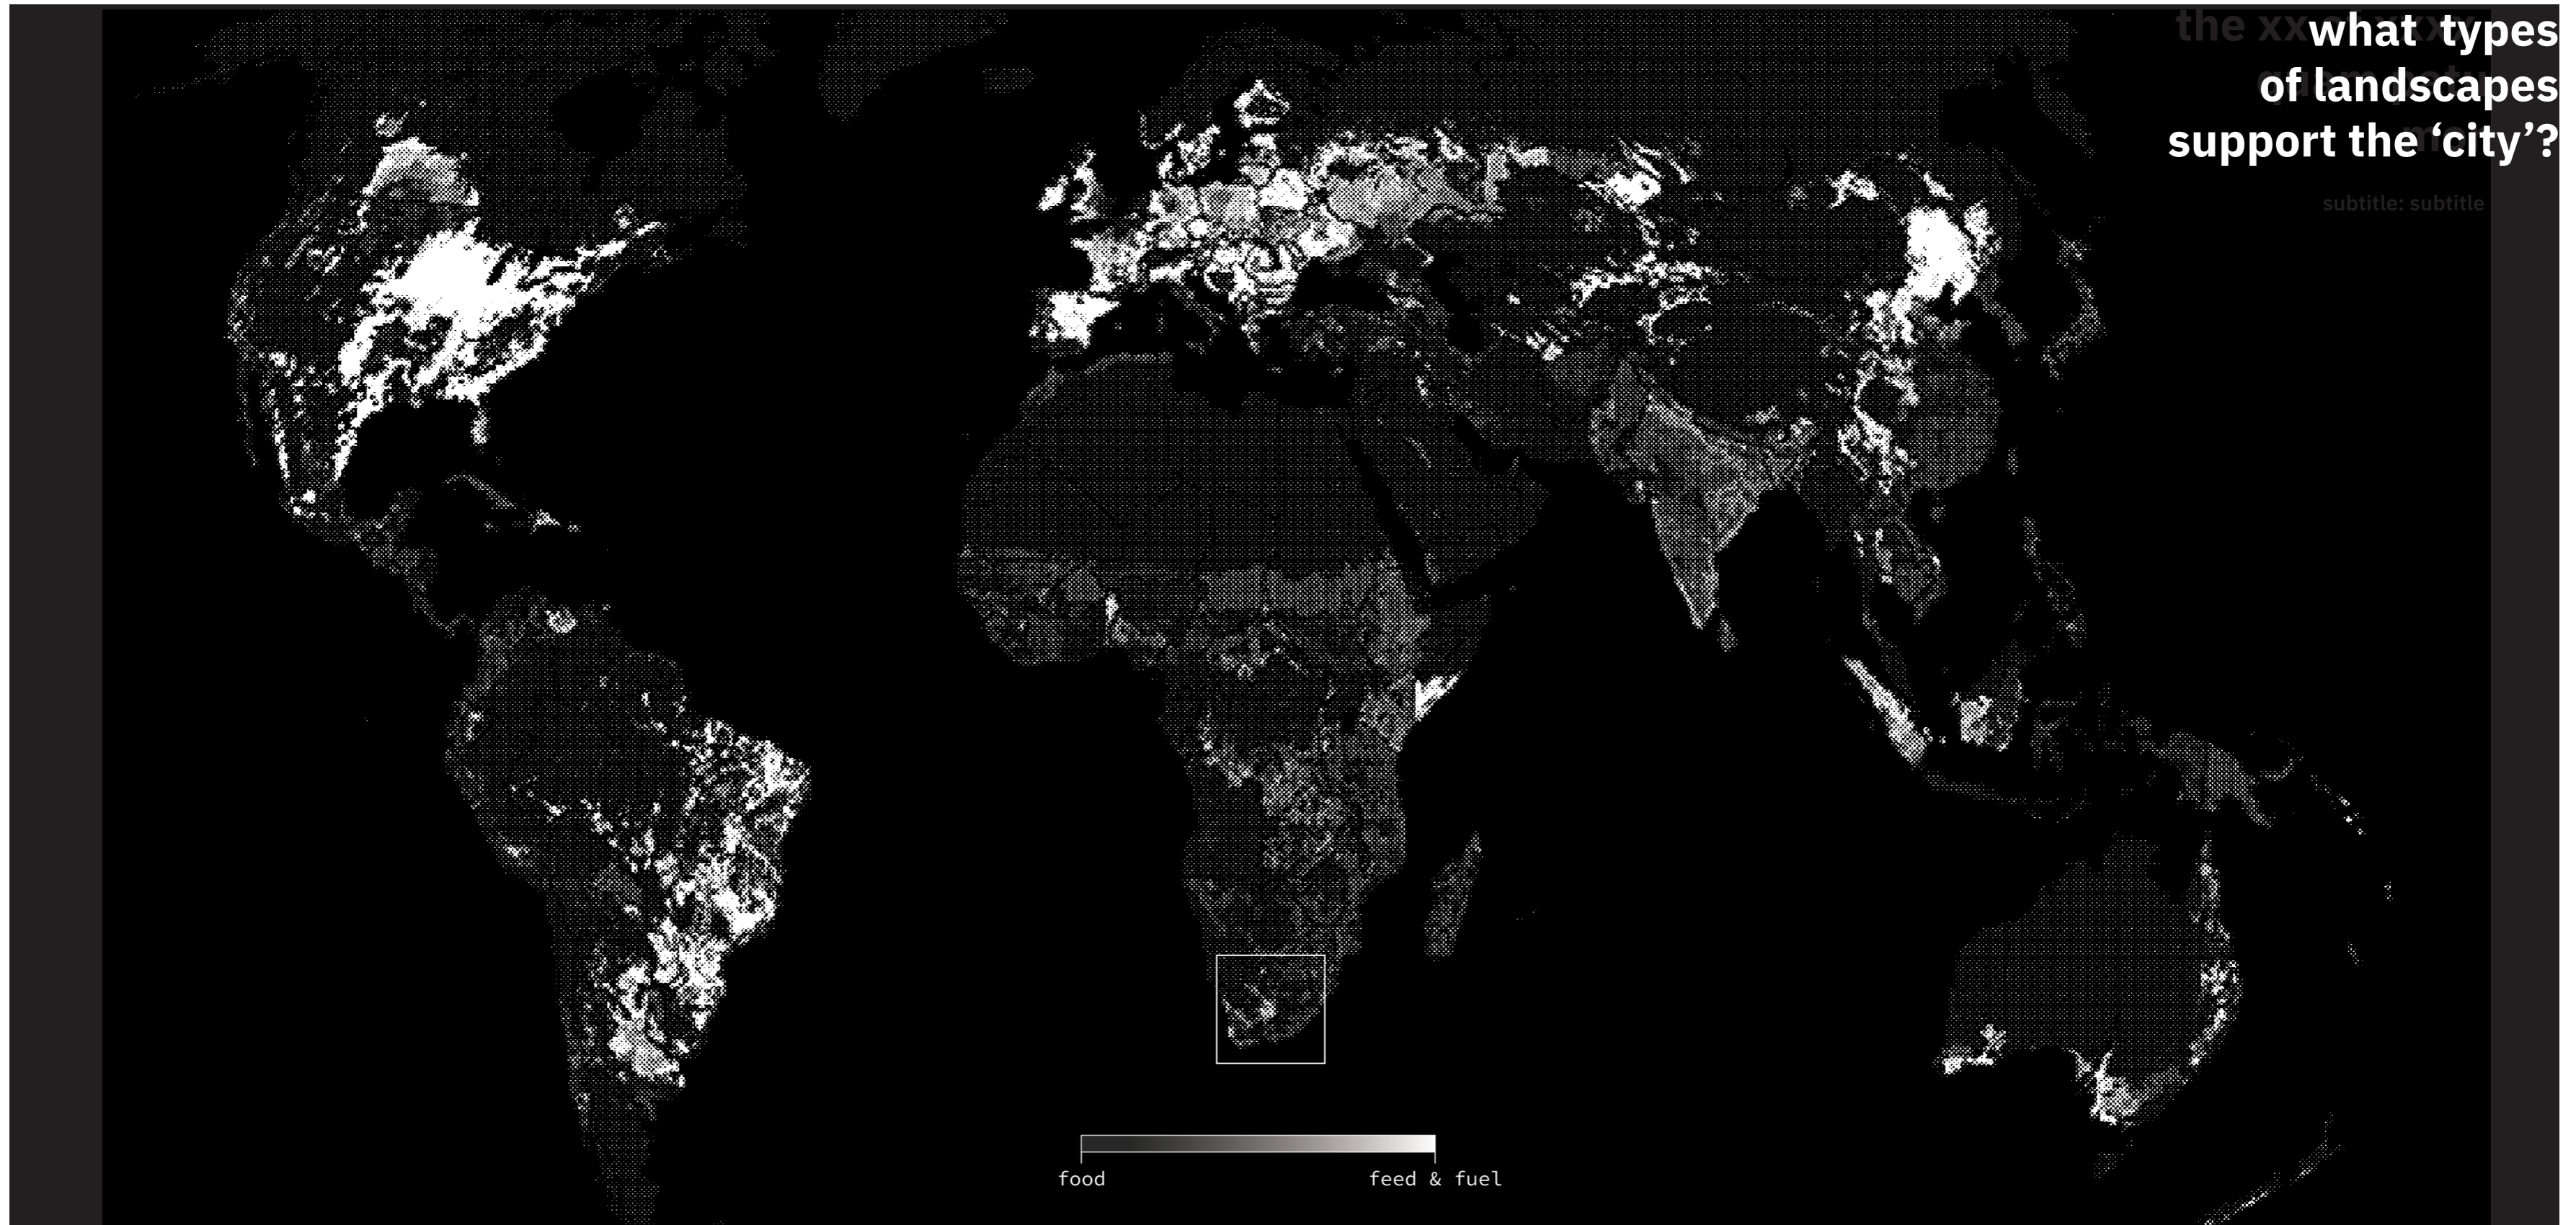 what types
of landscapes
support the ‘city’?
subtitle: subtitle
food
feed & fuel